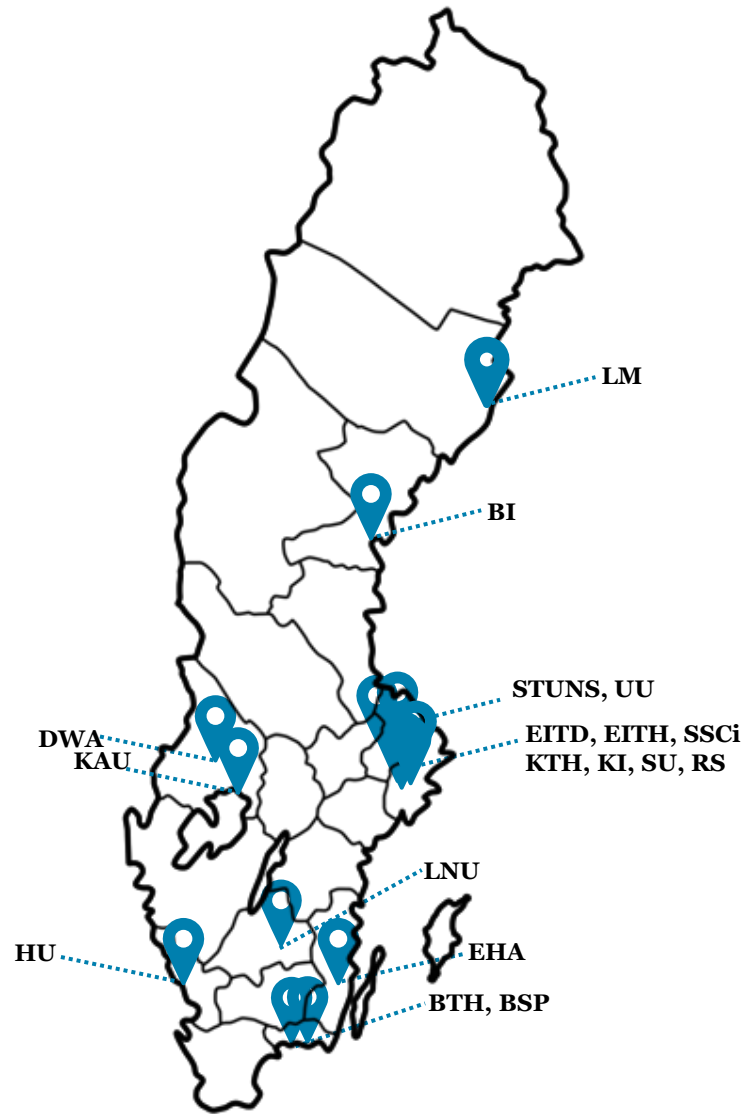 LM
BI
STUNS, UU
EITD, EITH, SSCi
KTH, KI, SU, RS
DWA
KAU
LNU
HU
EHA
BTH, BSP